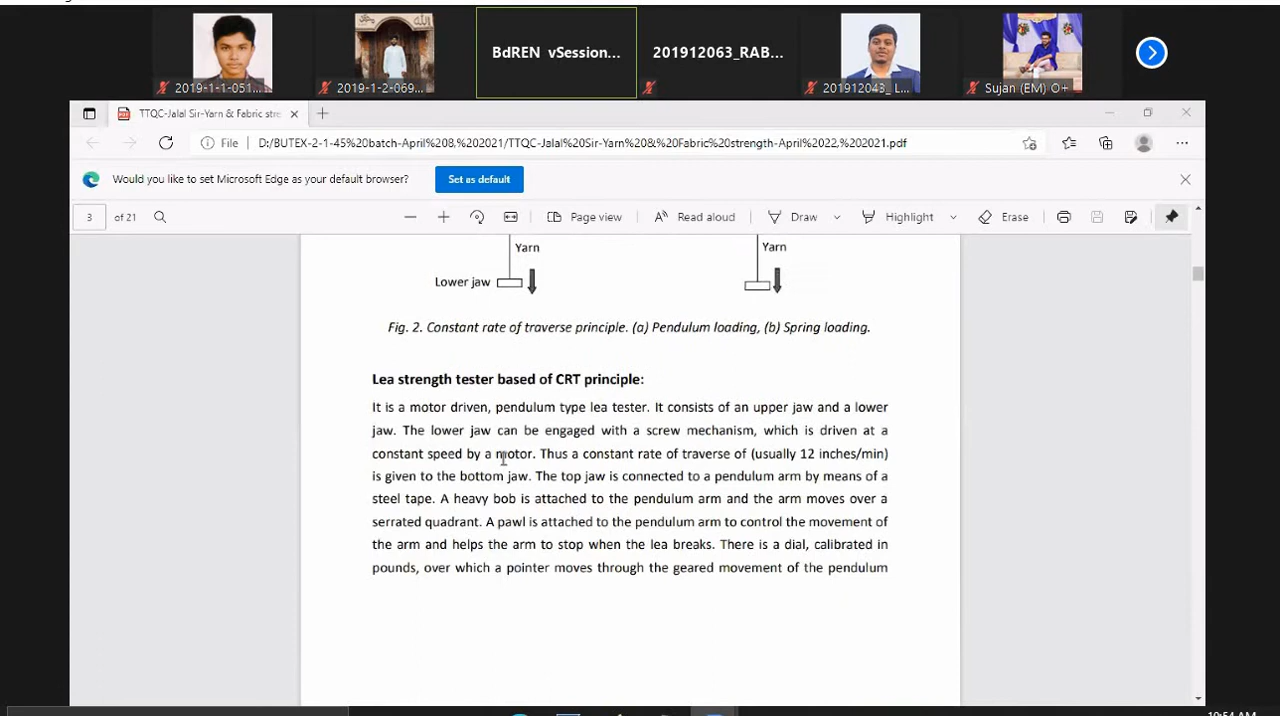 2019-1-1-051...
2019-1-2-069...
BdREN vSession...
201912063_RAB...
201912043_ L...
Sujan (EM) O+
TTQC-Jalal Sir-Yarn & Fabric stre
File
D:/BUTEX-2-1-45%20batch-April%208,%202021/TTQC-Jalal%20Sir-Yarn%20&%20Fabric%20strength-April%2022,%202021.pdf
Would you like to set Microsoft Edge as your default browser?
Set as default
3 of 21
Page view
Read aloud
Draw
Highlight
Erase
Yarn
Yarn
Lower jaw
Fig. 2. Constant rate of traverse principle. (a) Pendulum loading, (b) Spring loading.
Lea strength tester based of CRT principle:
It is a motor driven, pendulum type lea tester. It consists of an upper jaw and a lower
jaw. The lower jaw can be engaged with a screw mechanism, which is driven at a
constant speed by a motor. Thus a constant rate of traverse of (usually 12 inches/min)
is given to the bottom jaw. The top jaw is connected to a pendulum arm by means of a
steel tape. A heavy bob is attached to the pendulum arm and the arm moves over a
serrated quadrant. A pawl is attached to the pendulum arm to control the movement of
the arm and helps the arm to stop when the lea breaks. There is a dial, calibrated in
pounds, over which a pointer moves through the geared movement of the pendulum
10:54 AM